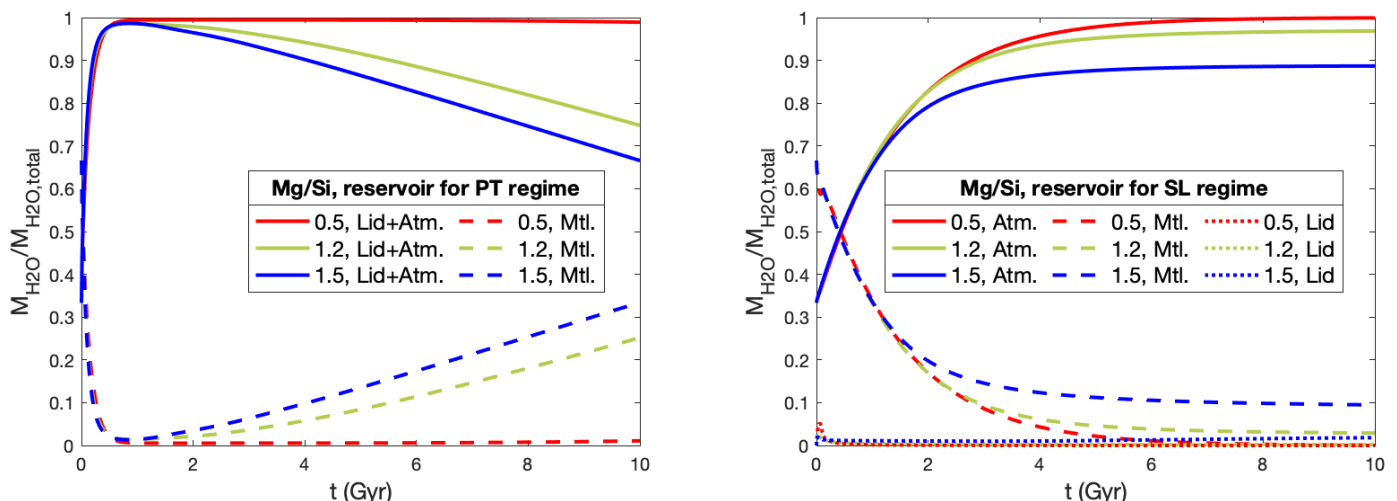 1
0.9
0.8
0.7
0.6
0.5
0.4
0.3
0.2
0.1
0
M_H2O/M_H2O,total
Mg/Si, reservoir for PT regime
0.5, Lid+Atm. 0.5, Mtl.
1.2, Lid+Atm. 1.2, Mtl.
1.5, Lid+Atm. 1.5, Mtl.
0 2 4 6 8 10
t (Gyr)
1
0.9
0.8
0.7
0.6
0.5
0.4
0.3
0.2
0.1
0
M_H2O/M_H2O,total
Mg/Si, reservoir for SL regime
0.5, Atm. 0.5, Mtl. 0.5, Lid
1.2, Atm. 1.2, Mtl. 1.2, Lid
1.5, Atm. 1.5, Mtl. 1.5, Lid
0 2 4 6 8 10
t (Gyr)